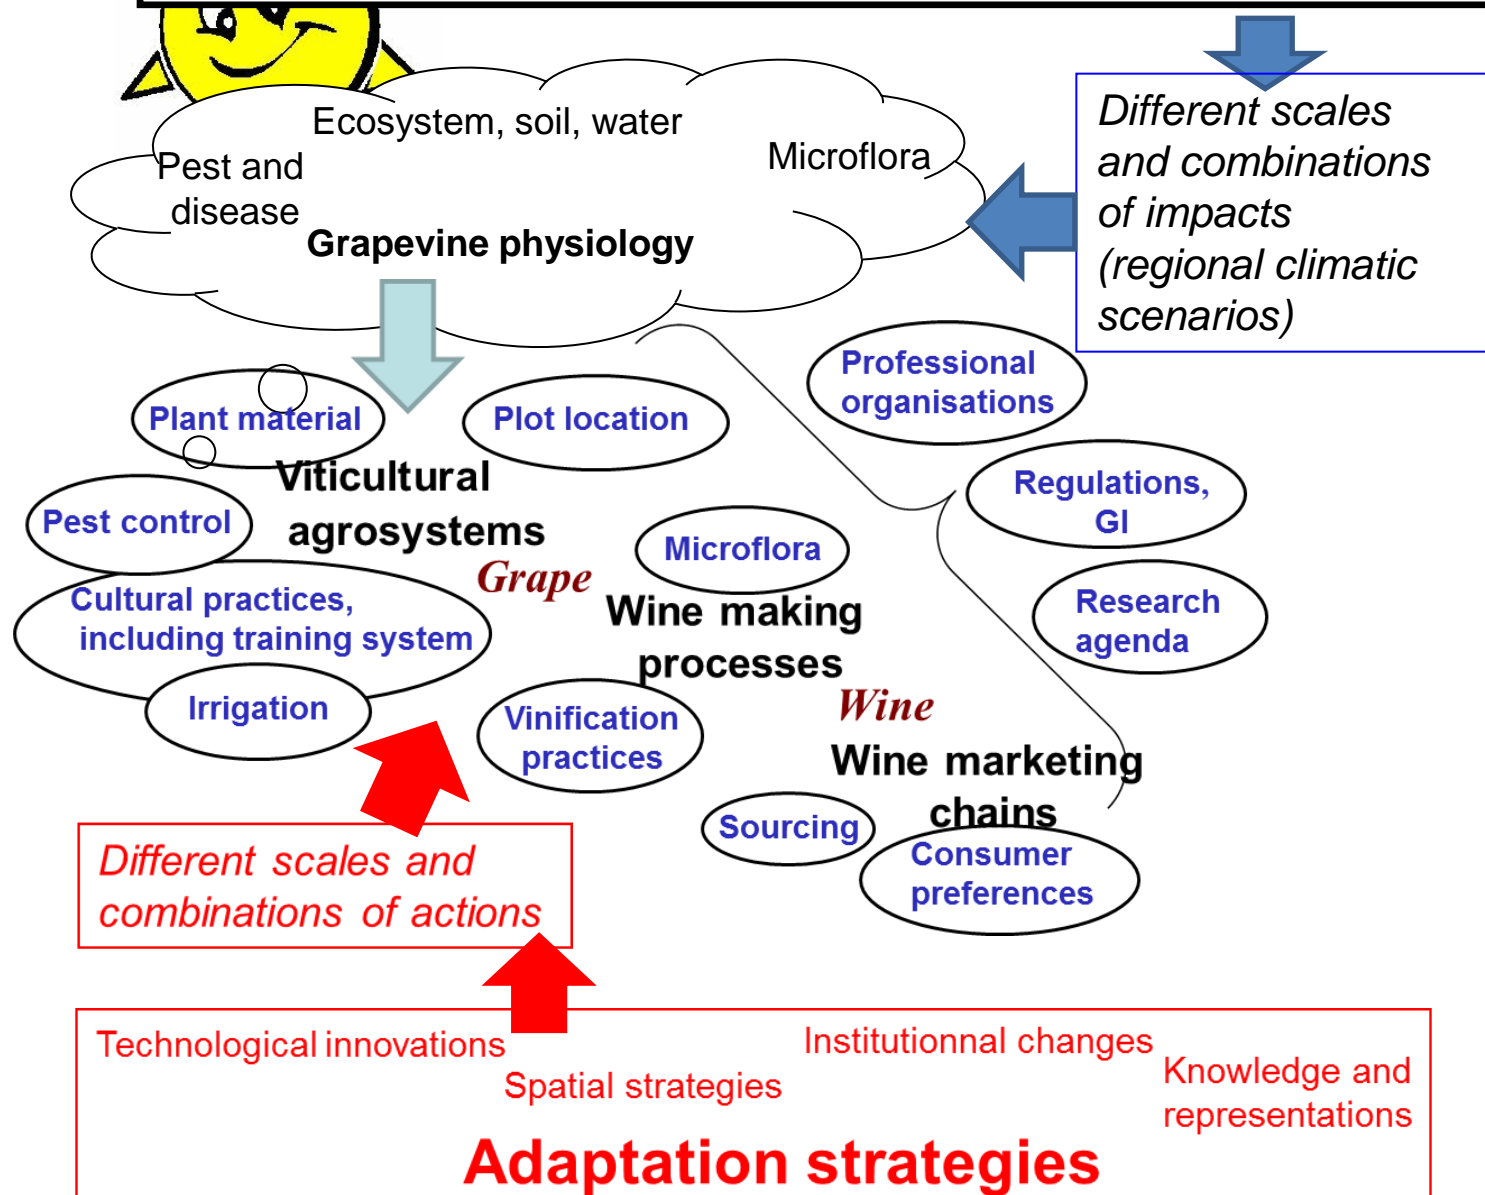 Ecosystem, soil, water
Pest and
disease
Microflora
Grapevine physiology
Different scales
and combinations
of impacts
(regional climatic
scenarios)
Professional
organisations
Plant material
Plot location
Viticultural
agrosystems
Regulations,
GI
Pest control
Microflora
Grape
Cultural practices,
including training system
Wine making
processes
Research
agenda
Irrigation
Vinification
practices
Wine
Wine marketing
chains
Sourcing
Consumer
preferences
Different scales and
combinations of actions
Technological innovations
Spatial strategies
Institutionnal changes
Knowledge and
representations
Adaptation strategies